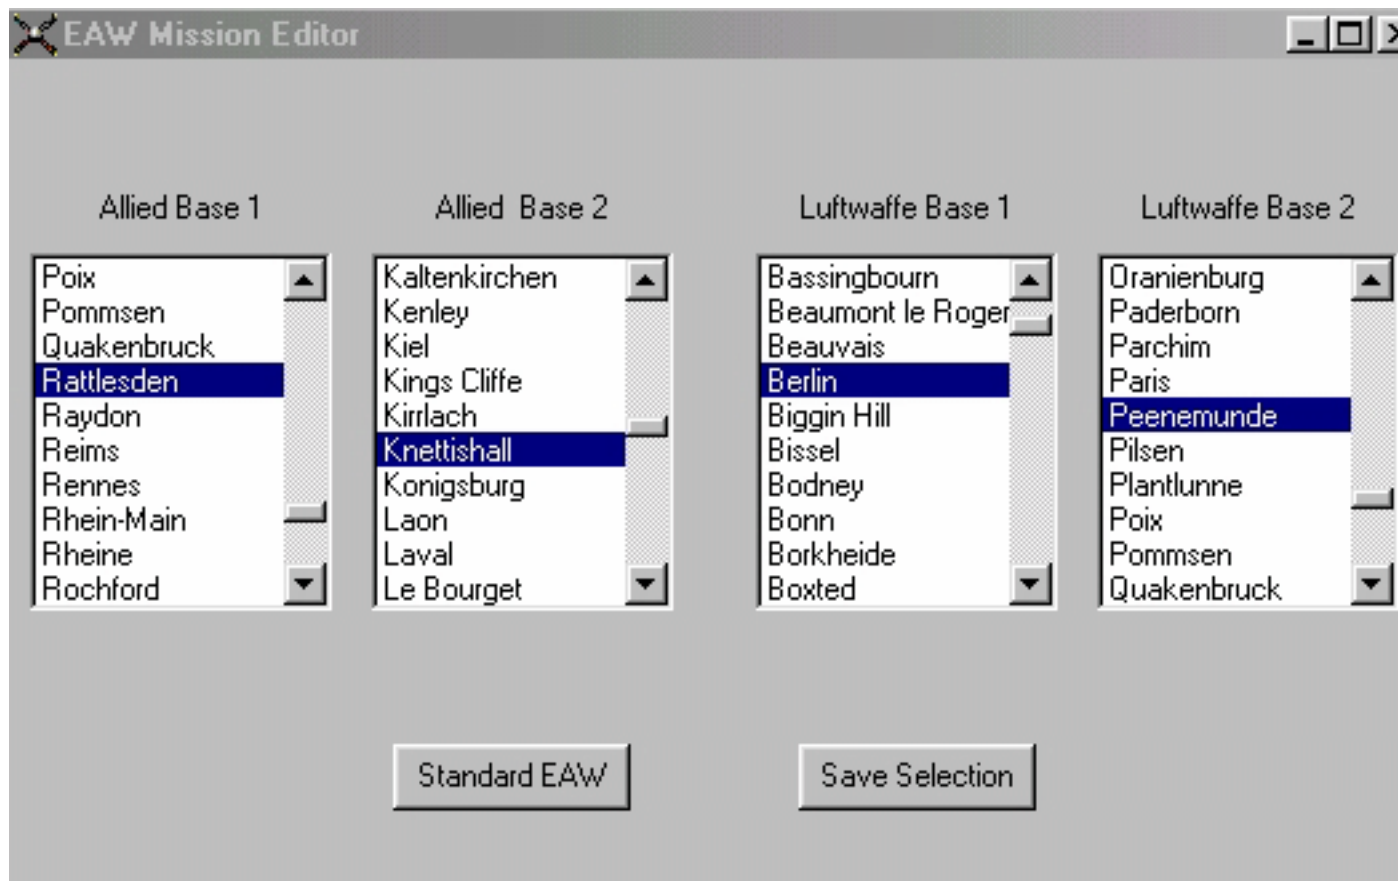 EAW Mission Editor
Allied Base 1
Allied  Base 2
Luftwaffe Base 1
Luftwaffe Base 2
Poix
Pommsen
Quakenbruck
Rattlesden
Raydon
Reims
Rennes
Rhein-Main
Rheine
Rochford
Kaltenkirchen
Kenley
Kiel
Kings Cliffe
Kirrlach
Knettishall
Konigsburg
Laon
Laval
Le Bourget
Bassingbourn
Beaumont le Roger
Beauvais
Berlin
Biggin Hill
Bissel
Bodney
Bonn
Borkheide
Boxted
Oranienburg
Paderborn
Parchim
Paris
Peenemunde
Pilsen
Plantlunne
Poix
Pommsen
Quakenbruck
Standard EAW
Save Selection